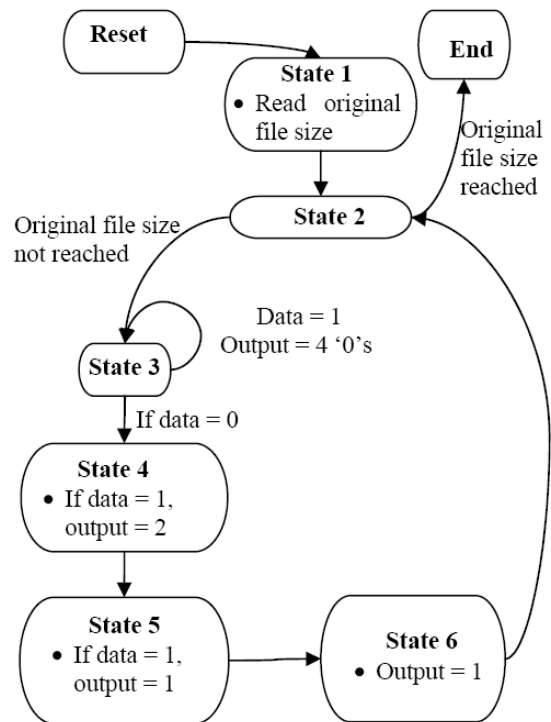 Reset
End
State 1
• Read original
file size
Original
file size
reached
State 2
Original file size
not reached
Data = 1
Output = 4 ‘0’s
State 3
If data = 0
State 4
• If data = 1,
output = 2
State 5
• If data = 1,
output = 1
State 6
• Output = 1